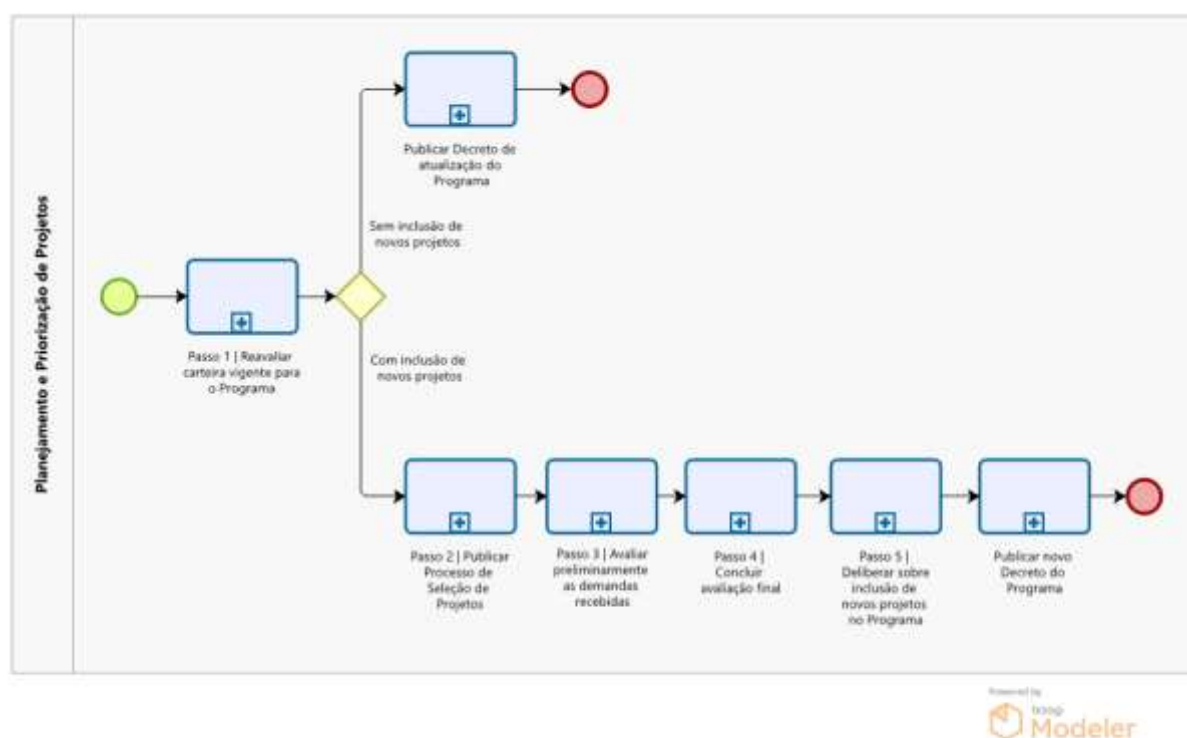 Planejamento e Priorização de Projetos
Publicar Decreto de
atualização do
Programa
Sem inclusão de
novos projetos
Passo 1 | Reavaliar
carteira vigente para
o Programa
Com inclusão de
novos projetos
Passo 2 | Publicar
Processo de
Seleção de
Projetos
Passo 3 | Avaliar
preliminarmente
as demandas
recebidas
Passo 4 |
Concluir
avaliação final
Passo 5 |
Deliberar sobre
inclusão de
novos projetos
no Programa
Publicar novo
Decreto do
Programa
Powered by
bizagi
Modeler